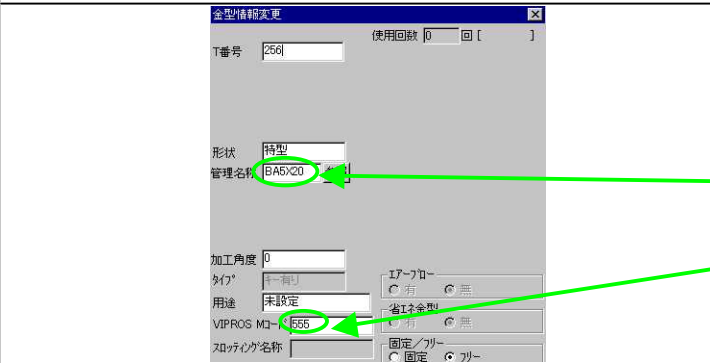 金型情報変更
使用回数 0 回 [ ]
T番号 256
形状 特型
管理名称 BA5X20
加工角度 0
タイプ キー有り
エアーブロー
有 無
用途 未設定
省エネ金型
有 無
VIPROS Mコード 555
スロッティング名称
固定/フリー
固定 フリー